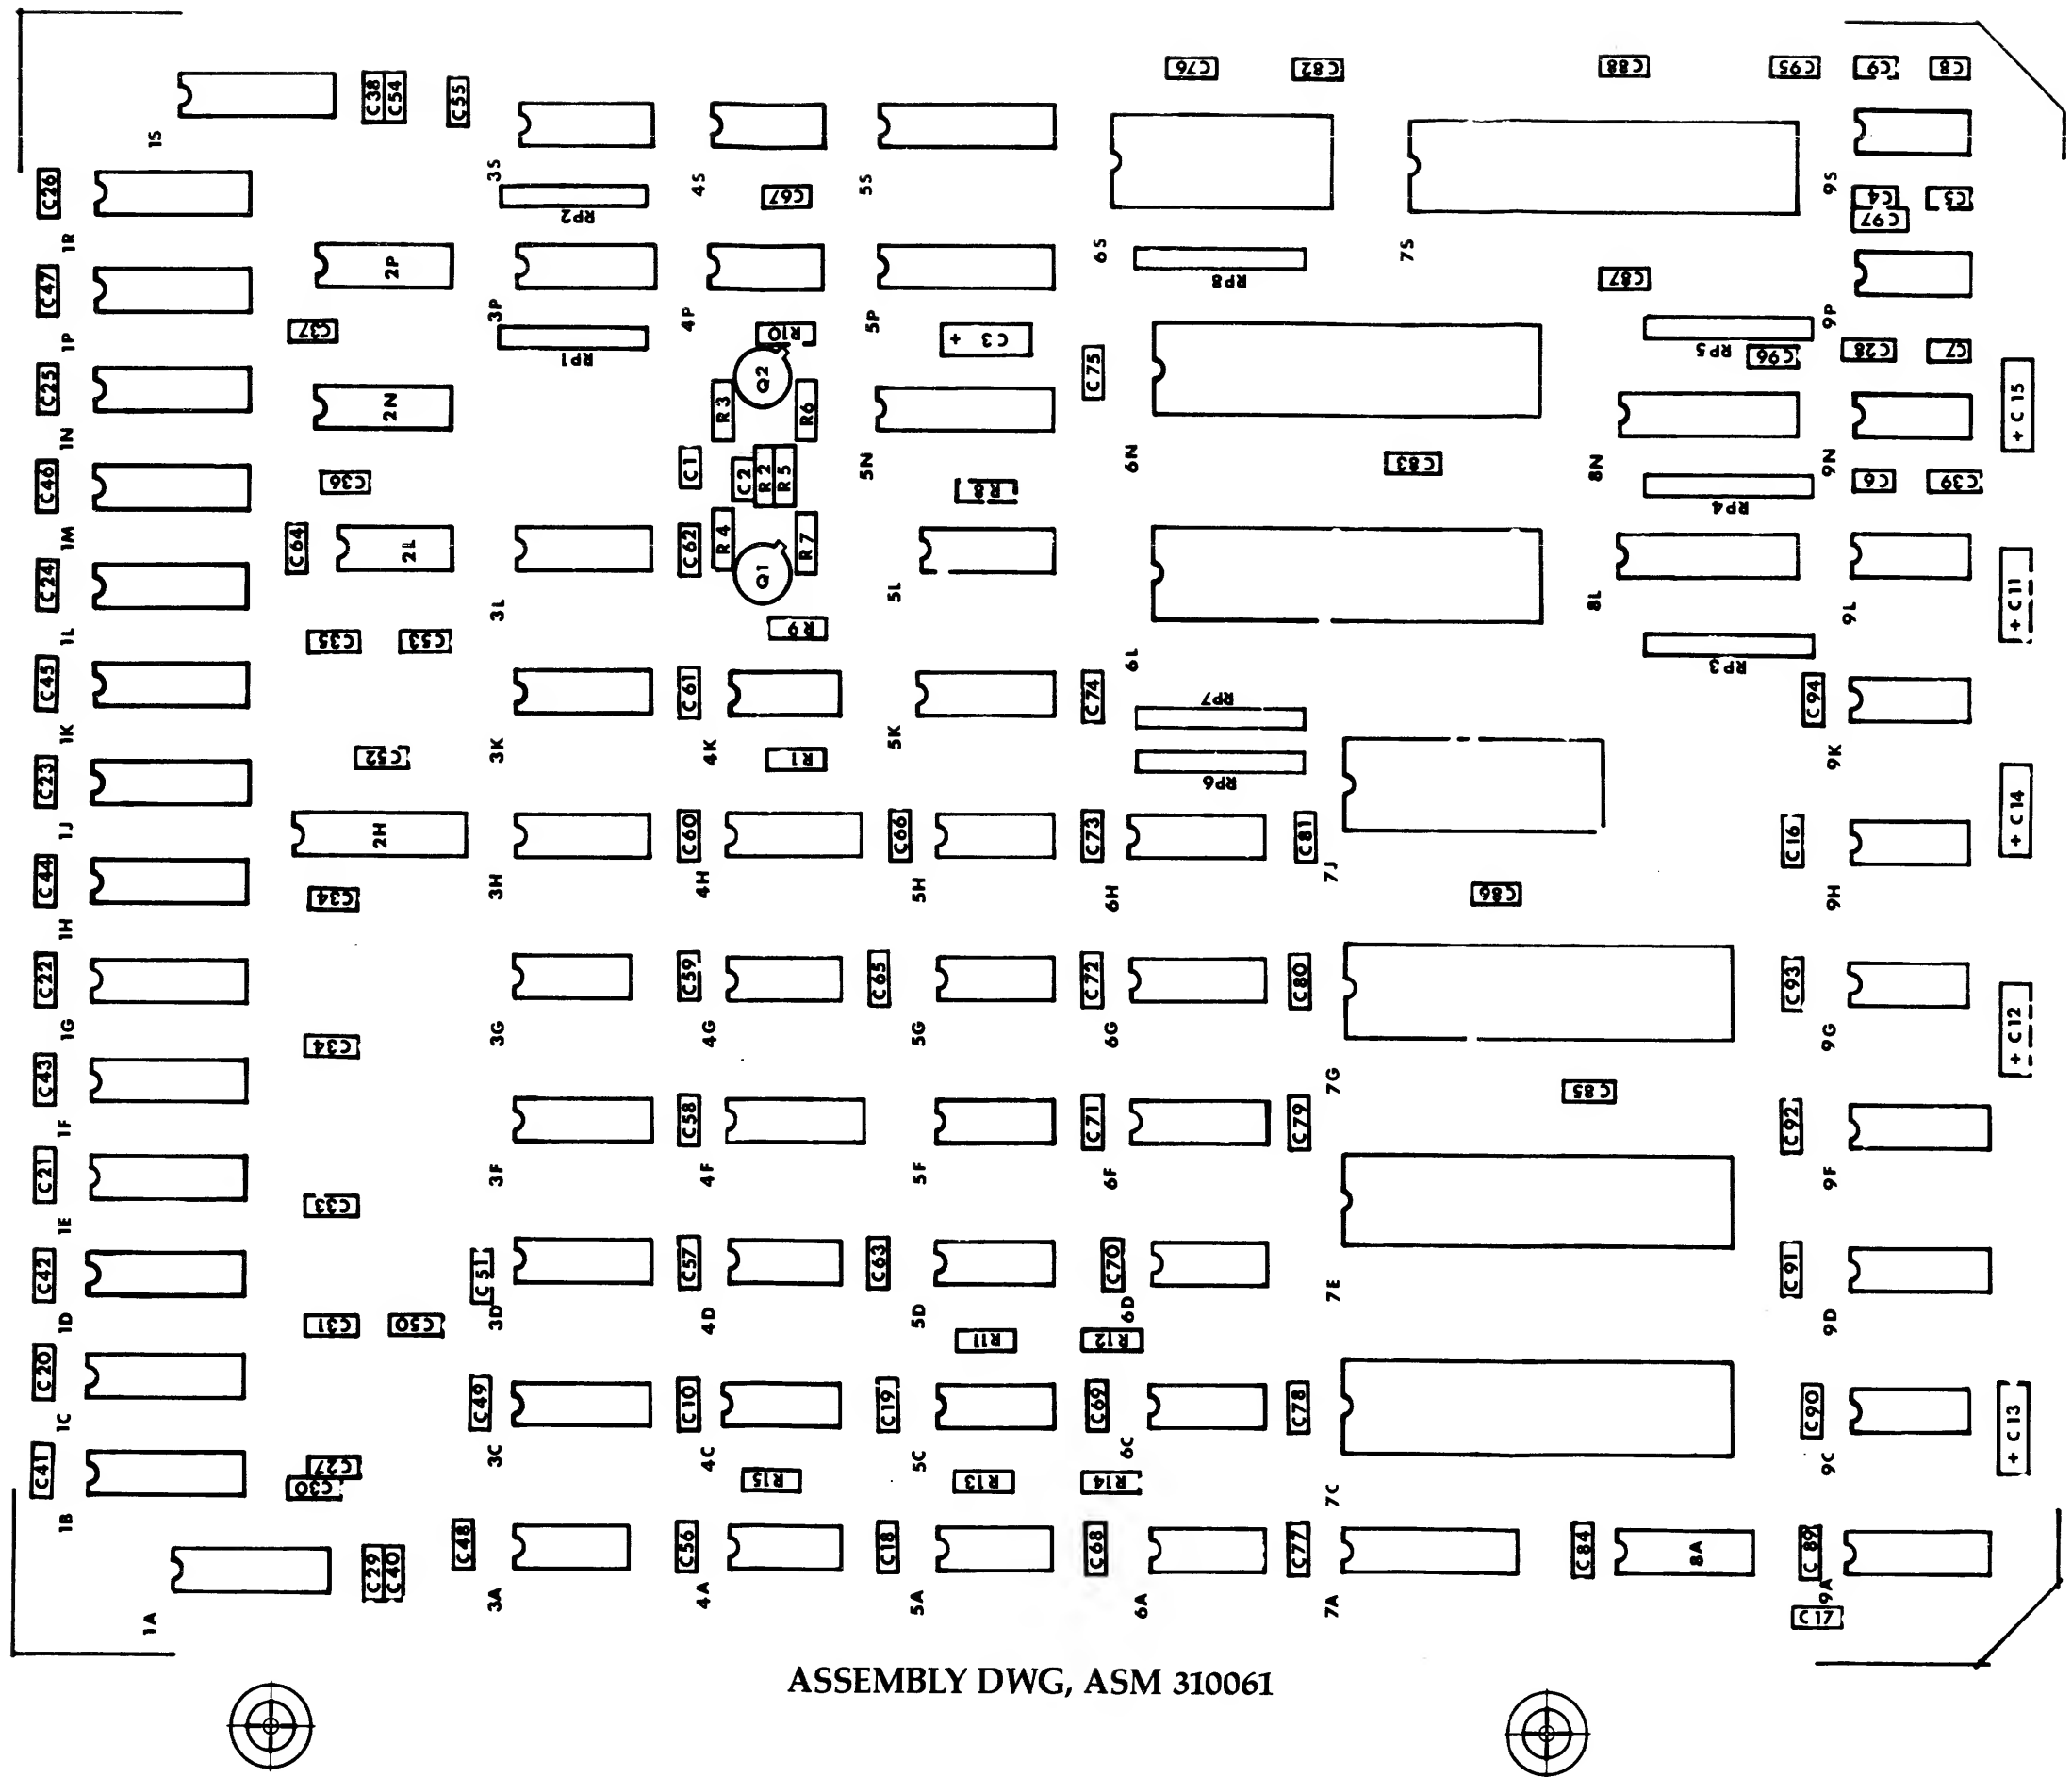 C76
C82
C88
C95
C9
C8
C38
C54
C55
1S
C26
3S
4S
C67
5S
9S
C4
C5
RP2
C97
1R
6S
7S
2P
RP8
C87
C47
3P
4P
5P
9P
C37
R10
+ C3
1P
RP1
RP5
C96
C28
C7
C25
Q2
C75
2N
R3
R6
+ C15
1N
C1
5N
6N
C83
8N
9N
C46
C36
C2
R2
R5
R8
RP4
C6
C39
1M
C64
2L
C62
R4
R7
Q1
C24
3L
5L
8L
9L
+ C11
1L
C35
C53
R9
6L
RP3
C45
C61
C74
RP7
C94
1K
3K
4K
5K
9K
C52
R1
RP6
C23
1J
2H
C60
C66
C73
C81
C16
+ C14
C44
3H
4H
5H
6H
7J
C86
9H
C34
1H
C22
C59
C65
C72
C80
C93
1G
3G
4G
5G
6G
9G
+ C12
C34
C43
7G
C85
1F
C58
C71
C79
C92
C21
3F
4F
5F
6F
9F
C33
1E
C42
C51
C57
C63
C70
7E
C91
1D
C31
C50
3D
4D
5D
6D
9D
R11
R12
C20
C49
C10
C19
C69
C78
C90
+ C13
1C
3C
4C
5C
6C
9C
C41
C27
C30
R15
R13
R14
7C
1B
C48
C56
C18
C68
C77
C84
8A
C89
C29
C40
1A
3A
4A
5A
6A
7A
9A
C17
ASSEMBLY DWG, ASM 310061